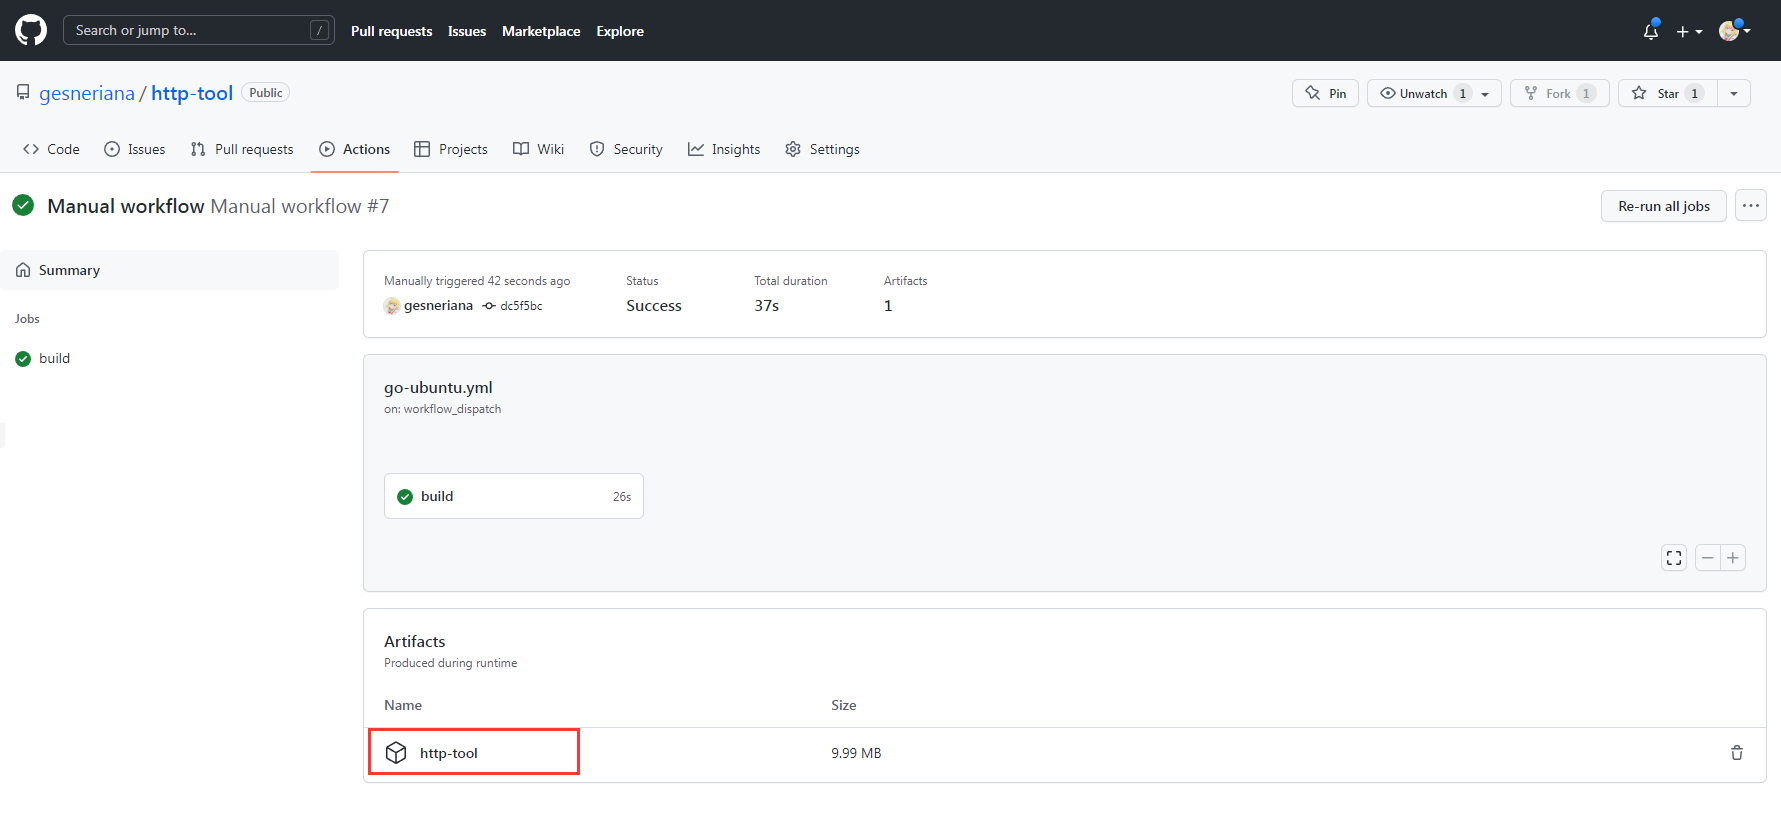 Search or jump to... / Pull requests Issues Marketplace Explore
gesneriana / http-tool Public Pin Unwatch 1 Fork 1 Star 1
Code Issues Pull requests Actions Projects Wiki Security Insights Settings
Manual workflow Manual workflow #7 Re-run all jobs ...
Summary
Jobs
build
Manually triggered 42 seconds ago Status Total duration Artifacts
gesneriana dc5f5bc Success 37s 1
go-ubuntu.yml
on: workflow_dispatch
build 26s
Artifacts
Produced during runtime
Name Size
http-tool 9.99 MB